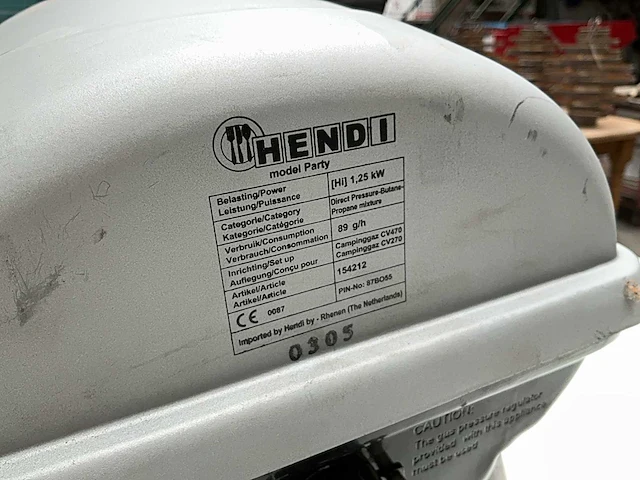 HENDI
model Party
Belasting/Power
Leistung/Puissance
[Hi] 1,25 kW
Categorie/Category
Kategorie/Catégorie
Direct Pressure-Butane-
Propane mixture
Verbruik/Consumption
Verbrauch/Consommation
89 g/h
Inrichting/Set up
Auflegung/Conçu pour
Campinggaz CV470
Campinggaz CV270
Artikel/Article
Artikel/Article
154212
CE 0087
PIN-No: 87BO85
Imported by Hendi by - Rhenen (The Netherlands)
0305
CAUTION:
The gas pressure regulator
provided with this appliance
must be used